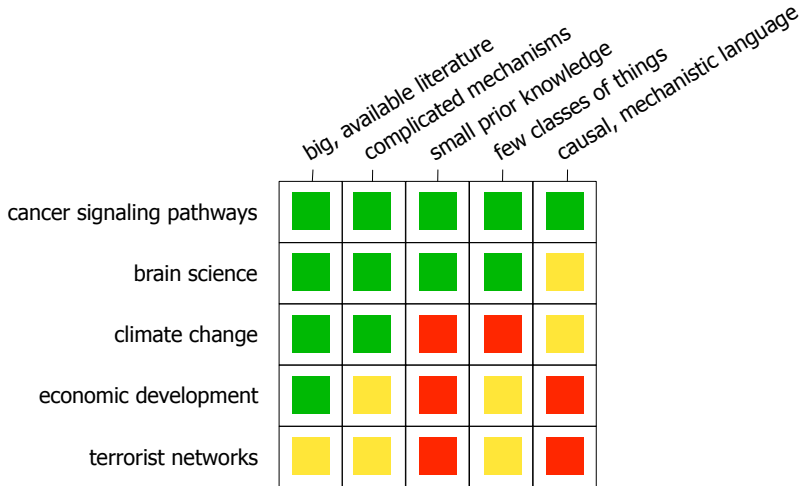 big, available literature
complicated mechanisms
small prior knowledge
few classes of things
causal, mechanistic language
cancer signaling pathways
brain science
climate change
economic development
terrorist networks